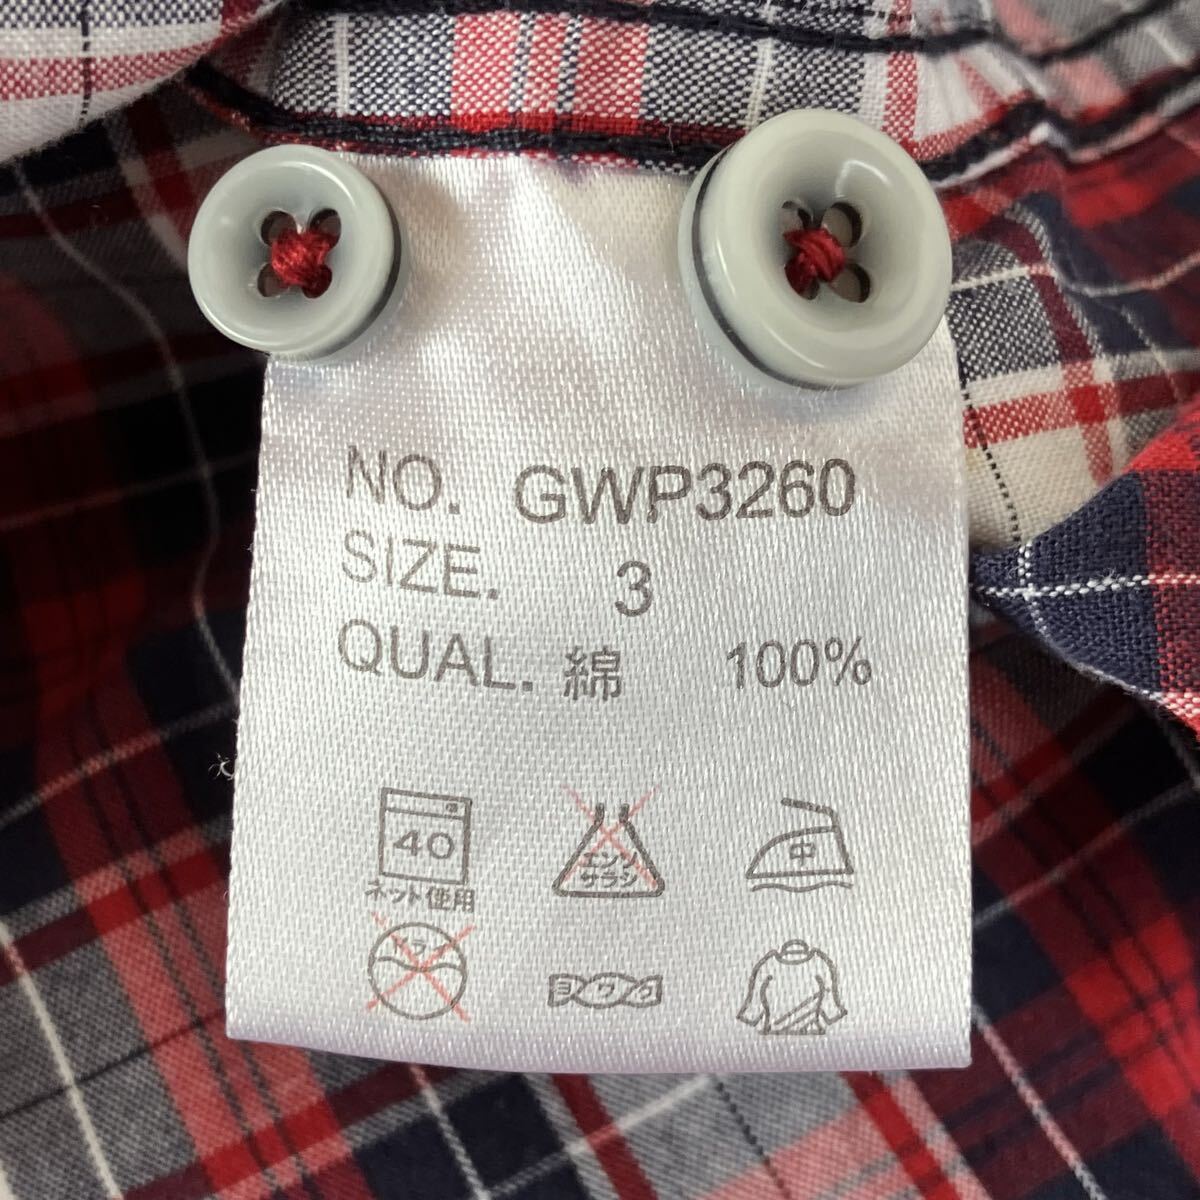 NO. GWP3260
SIZE. 3
QUAL. 綿 100%
40
ネット使用
エンソ
サラシ
中
ドライ
ヨワク